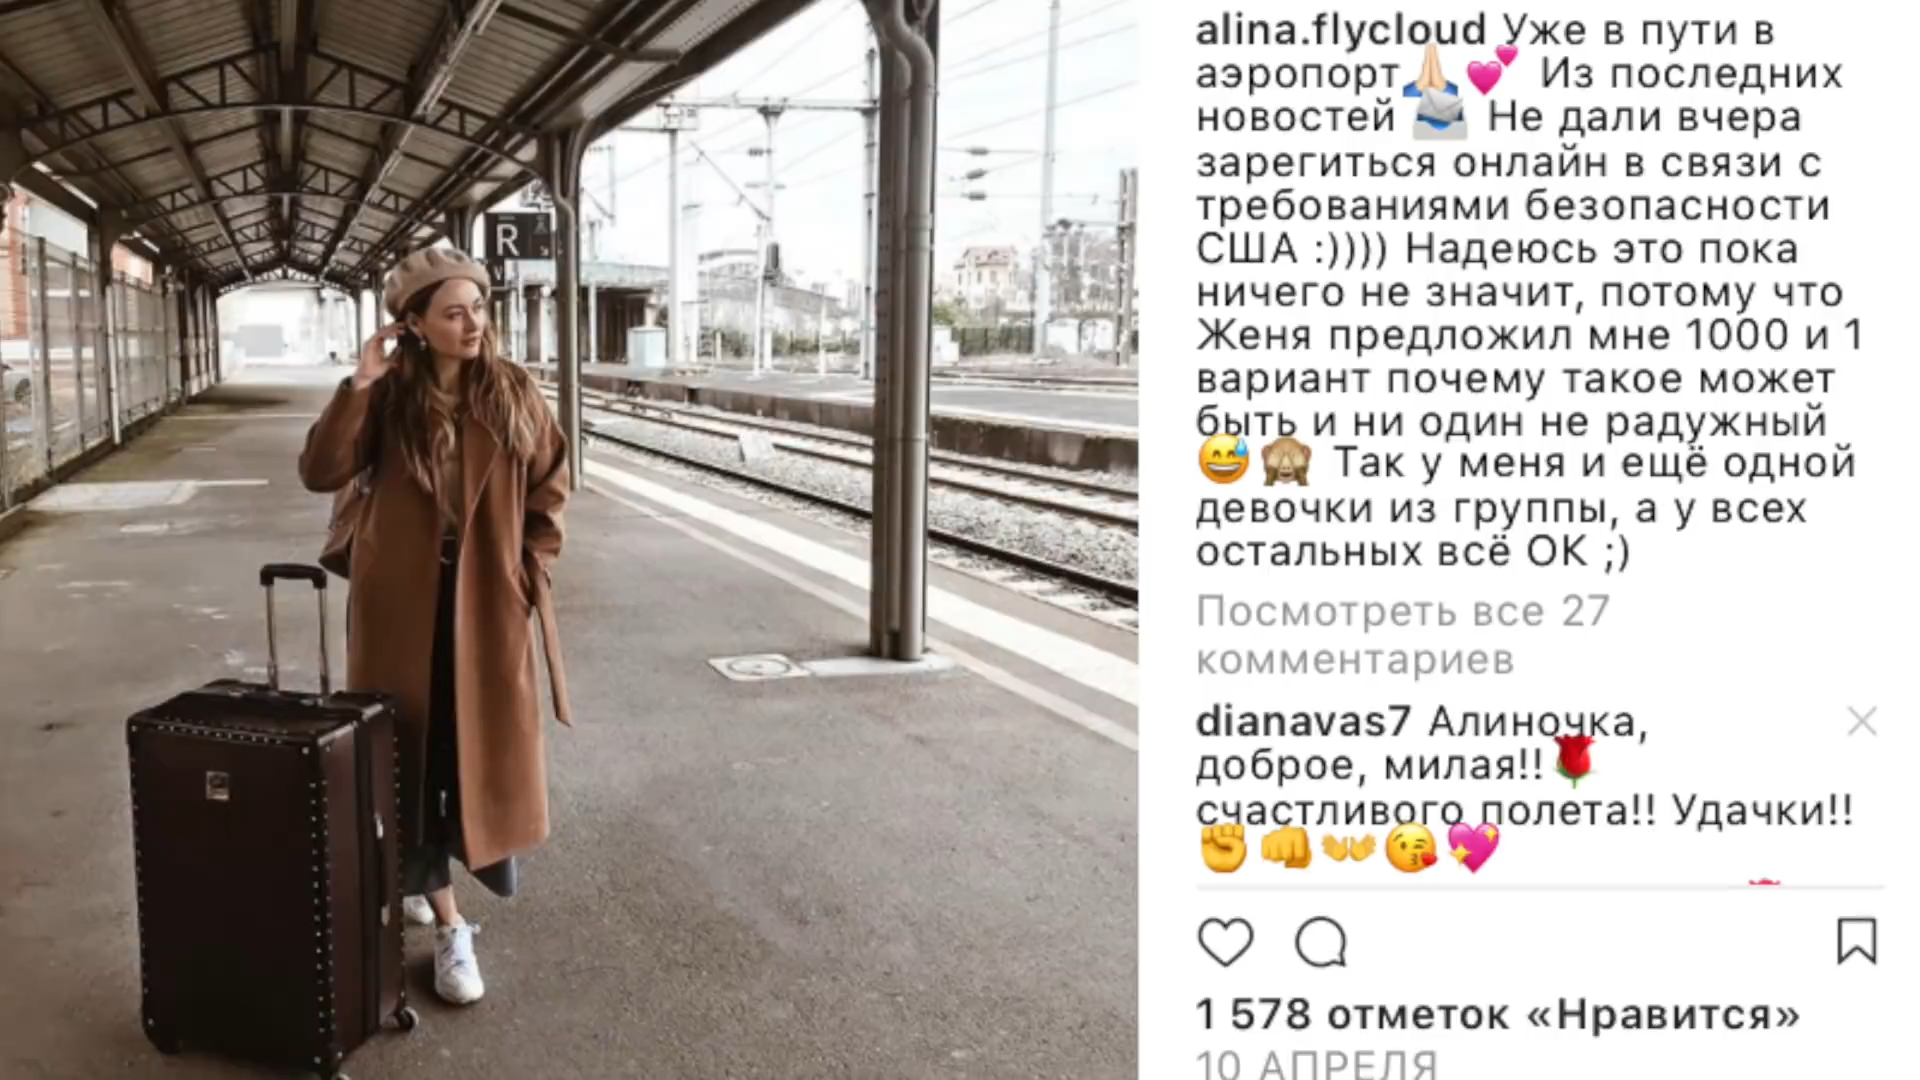 R
alina.flycloud Уже в пути в
аэропорт🙏🏻💕 Из последних
новостей 📨 Не дали вчера
зарегиться онлайн в связи с
требованиями безопасности
США :)))) Надеюсь это пока
ничего не значит, потому что
Женя предложил мне 1000 и 1
вариант почему такое может
быть и ни один не радужный
😅🙈 Так у меня и ещё одной
девочки из группы, а у всех
остальных всё ОК ;)
Посмотреть все 27
комментариев
dianavas7 Алиночка,
доброе, милая!!🌹
счастливого полета!! Удачки!!
✊👊👐😘💖
1 578 отметок «Нравится»
10 АПРЕЛЯ